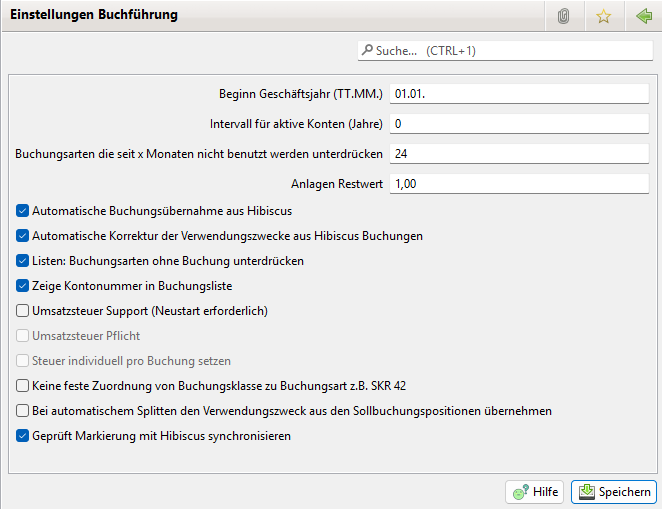 Einstellungen Buchführung
Suche... (CTRL+1)
Beginn Geschäftsjahr (TT.MM.) 01.01.
Intervall für aktive Konten (Jahre) 0
Buchungsarten die seit x Monaten nicht benutzt werden unterdrücken 24
Anlagen Restwert 1,00
Automatische Buchungsübernahme aus Hibiscus
Automatische Korrektur der Verwendungszwecke aus Hibiscus Buchungen
Listen: Buchungsarten ohne Buchung unterdrücken
Zeige Kontonummer in Buchungsliste
Umsatzsteuer Support (Neustart erforderlich)
Umsatzsteuer Pflicht
Steuer individuell pro Buchung setzen
Keine feste Zuordnung von Buchungsklasse zu Buchungsart z.B. SKR 42
Bei automatischem Splitten den Verwendungszweck aus den Sollbuchungspositionen übernehmen
Geprüft Markierung mit Hibiscus synchronisieren
Hilfe Speichern